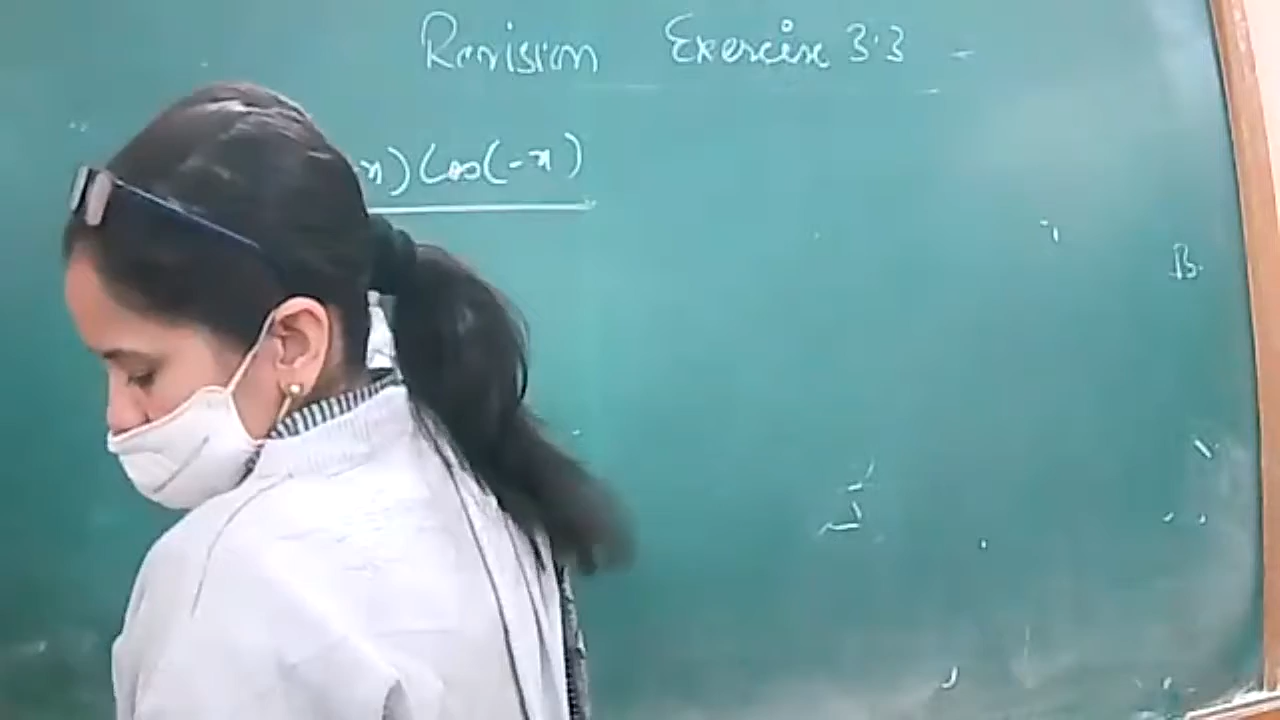 Revision Exercise 3.3
x) Cos(-x)
B